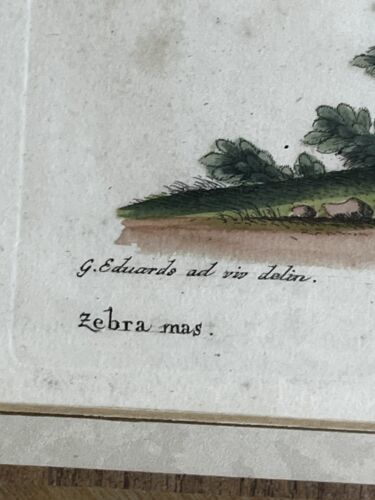 G. Eduards ad viv delin.
Zebra mas.